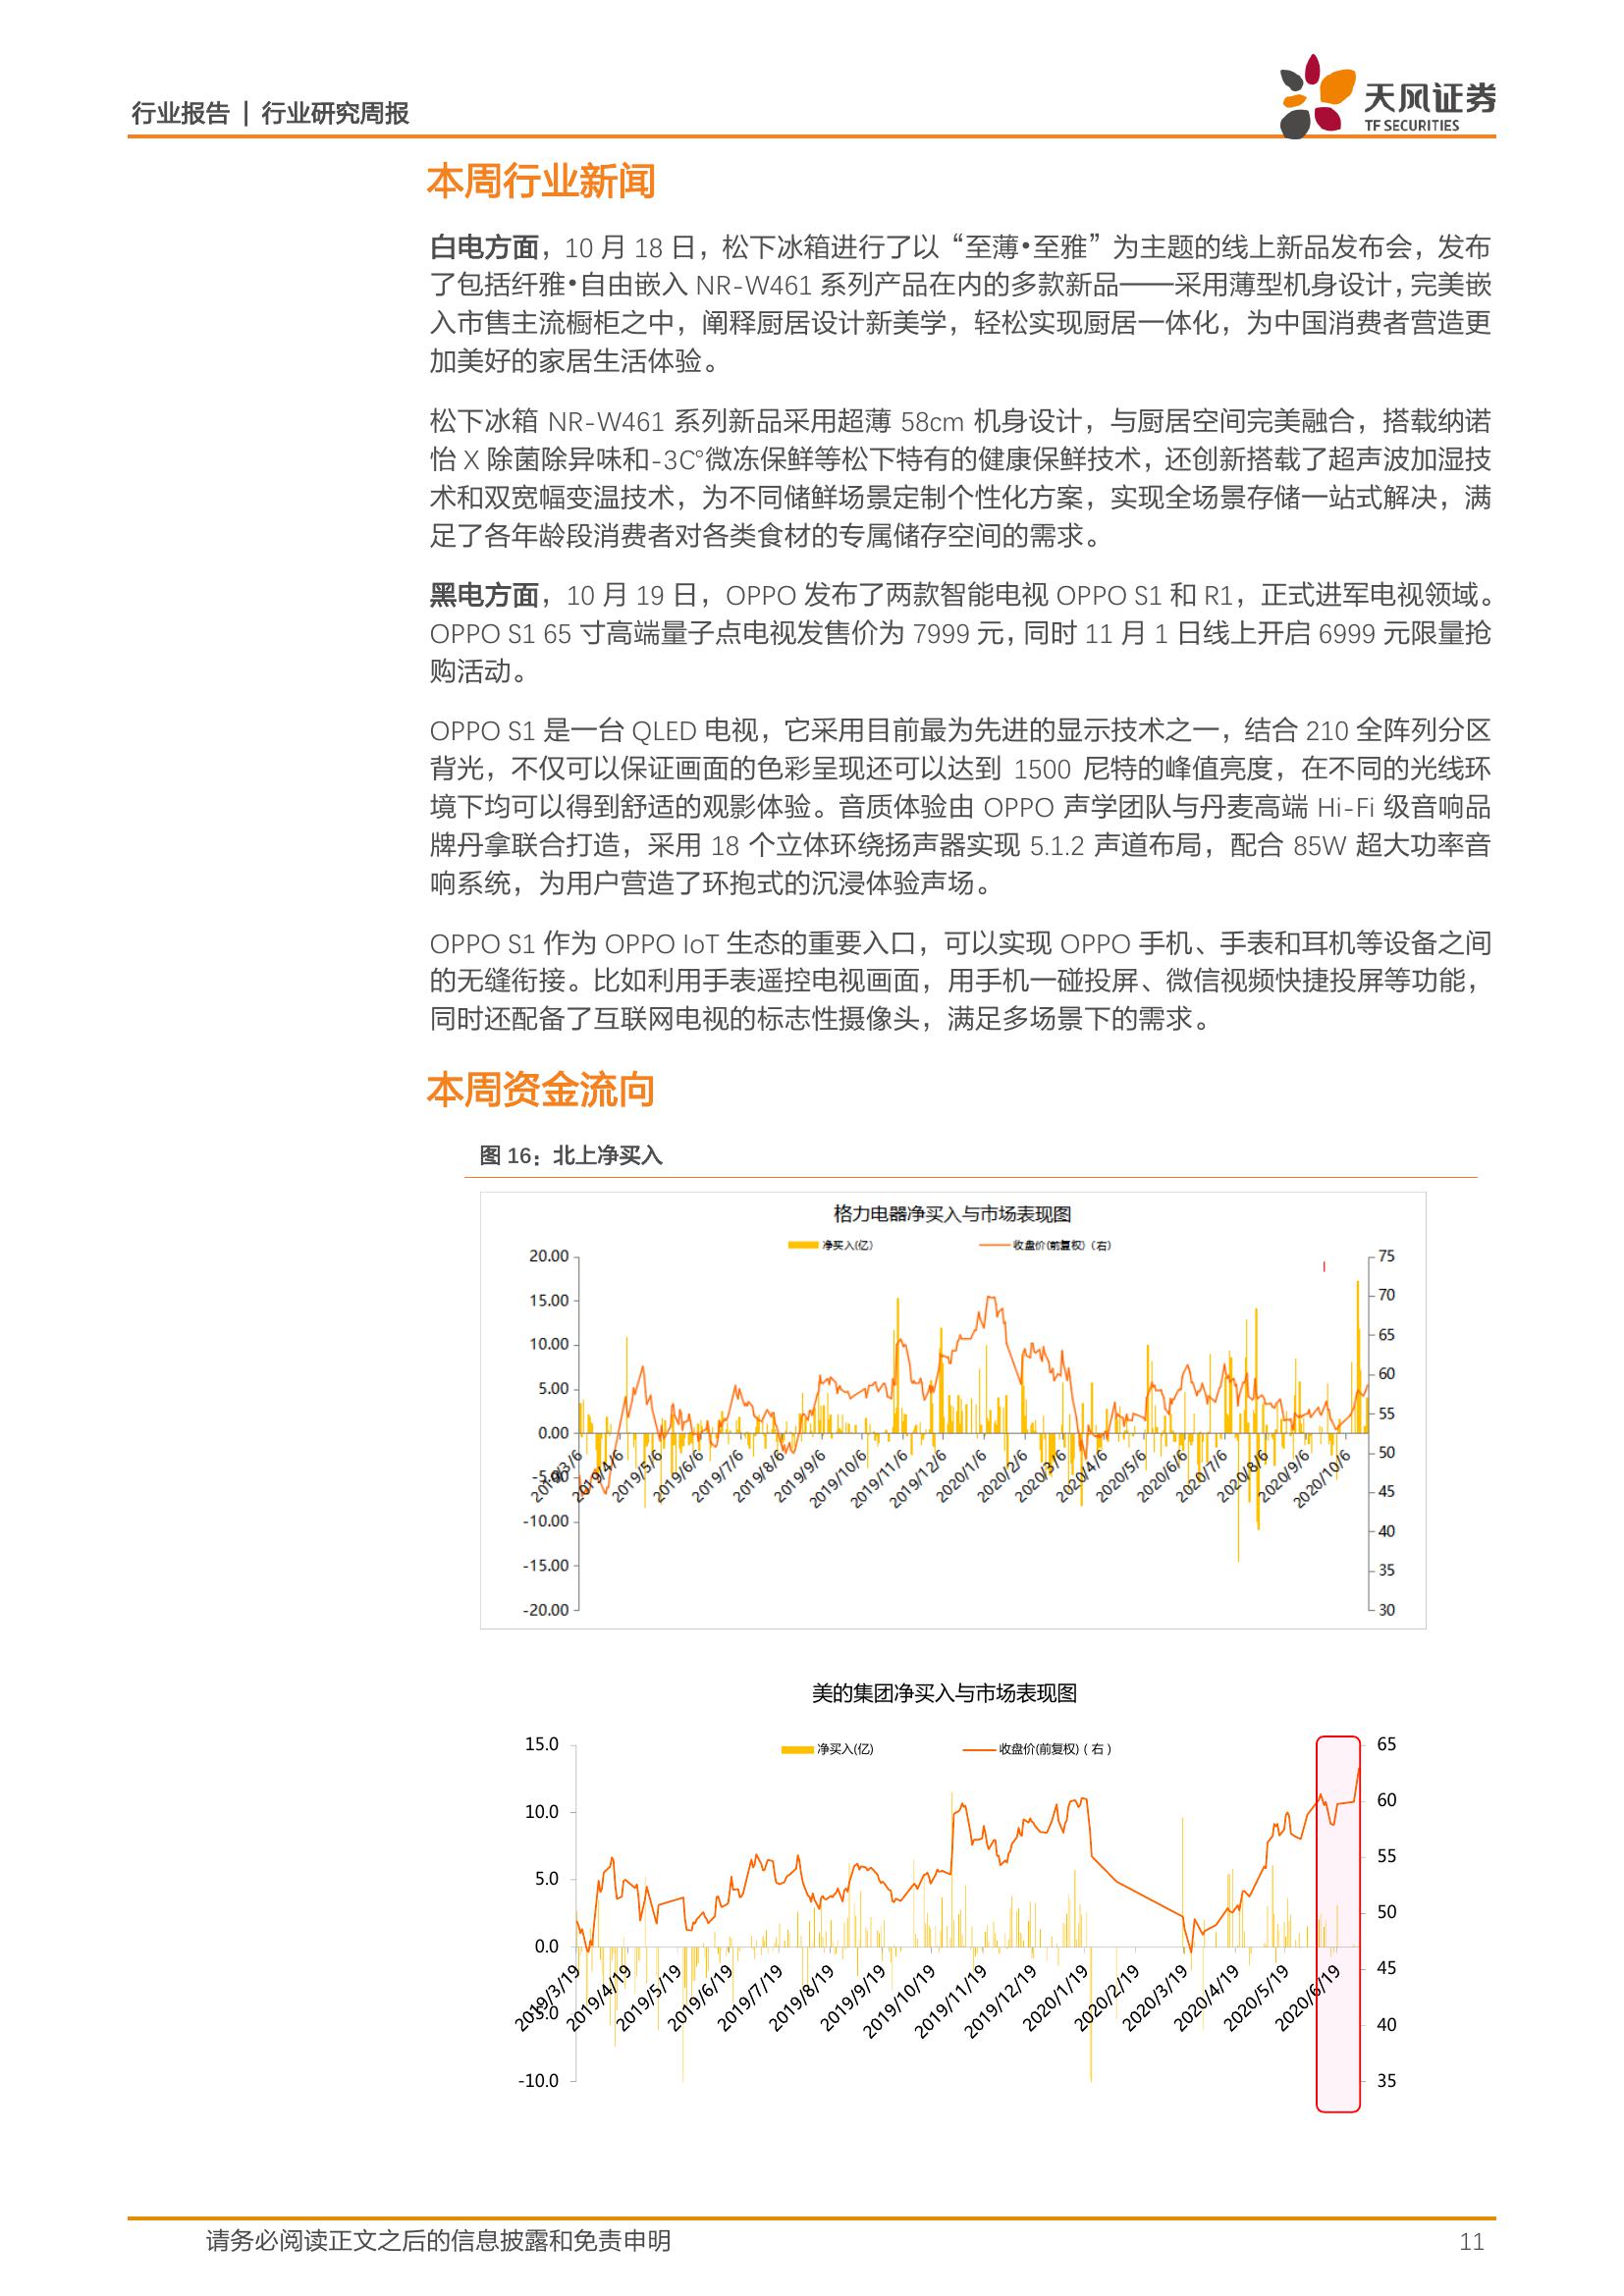 行业报告 | 行业研究周报
天风证券
TF SECURITIES
本周行业新闻
白电方面，10 月 18 日，松下冰箱进行了以“至薄•至雅”为主题的线上新品发布会，发布
了包括纤雅•自由嵌入 NR-W461 系列产品在内的多款新品——采用薄型机身设计，完美嵌
入市售主流橱柜之中，阐释厨居设计新美学，轻松实现厨居一体化，为中国消费者营造更
加美好的家居生活体验。
松下冰箱 NR-W461 系列新品采用超薄 58cm 机身设计，与厨居空间完美融合，搭载纳诺
怡 X 除菌除异味和-3C°微冻保鲜等松下特有的健康保鲜技术，还创新搭载了超声波加湿技
术和双宽幅变温技术，为不同储鲜场景定制个性化方案，实现全场景存储一站式解决，满
足了各年龄段消费者对各类食材的专属储存空间的需求。
黑电方面，10 月 19 日，OPPO 发布了两款智能电视 OPPO S1 和 R1，正式进军电视领域。
OPPO S1 65 寸高端量子点电视发售价为 7999 元，同时 11 月 1 日线上开启 6999 元限量抢
购活动。
OPPO S1 是一台 QLED 电视，它采用目前最为先进的显示技术之一，结合 210 全阵列分区
背光，不仅可以保证画面的色彩呈现还可以达到 1500 尼特的峰值亮度，在不同的光线环
境下均可以得到舒适的观影体验。音质体验由 OPPO 声学团队与丹麦高端 Hi-Fi 级音响品
牌丹拿联合打造，采用 18 个立体环绕扬声器实现 5.1.2 声道布局，配合 85W 超大功率音
响系统，为用户营造了环抱式的沉浸体验声场。
OPPO S1 作为 OPPO IoT 生态的重要入口，可以实现 OPPO 手机、手表和耳机等设备之间
的无缝衔接。比如利用手表遥控电视画面，用手机一碰投屏、微信视频快捷投屏等功能，
同时还配备了互联网电视的标志性摄像头，满足多场景下的需求。
本周资金流向
图 16：北上净买入
格力电器净买入与市场表现图
净买入(亿) 收盘价(前复权)（右）
20.00 75
15.00 70
10.00 65
5.00 60
0.00 55
-5.00 50
-10.00 45
-15.00 40
-20.00 35
30
2019/3/6 2019/4/6 2019/5/6 2019/6/6 2019/7/6 2019/8/6 2019/9/6 2019/10/6 2019/11/6 2019/12/6 2020/1/6 2020/2/6 2020/3/6 2020/4/6 2020/5/6 2020/6/6 2020/7/6 2020/8/6 2020/9/6 2020/10/6
美的集团净买入与市场表现图
净买入(亿) 收盘价(前复权)（右）
15.0 65
10.0 60
5.0 55
0.0 50
-5.0 45
-10.0 40
35
2019/3/19 2019/4/19 2019/5/19 2019/6/19 2019/7/19 2019/8/19 2019/9/19 2019/10/19 2019/11/19 2019/12/19 2020/1/19 2020/2/19 2020/3/19 2020/4/19 2020/5/19 2020/6/19
请务必阅读正文之后的信息披露和免责申明 11